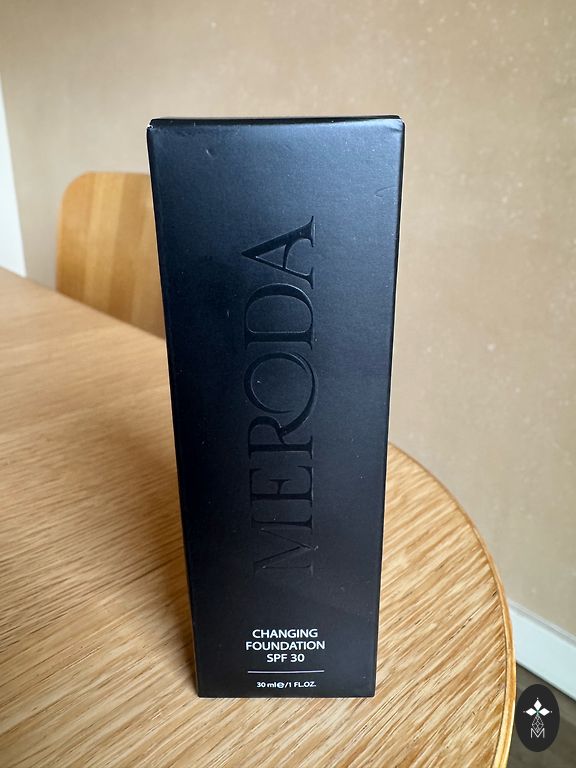 MERODA
CHANGING
FOUNDATION
SPF 30
30 ml℮/1 FL.OZ.
M